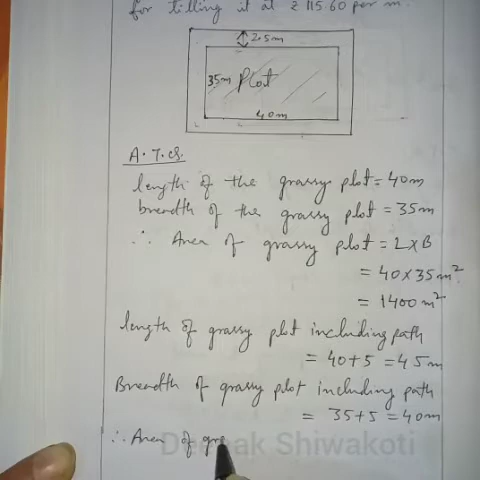 for tilling it at ₹ 115.60 per m.
2.5m
35m Plot
40m
A.T.Q.
length of the grassy plot = 40m
breadth of the grassy plot = 35m
∴ Area of grassy plot = L×B
= 40×35m²
= 1400m²
length of grassy plot including path
= 40+5 = 45m
Breadth of grassy plot including path
= 35+5 = 40m
∴ Area of gra
Deepak Shiwakoti